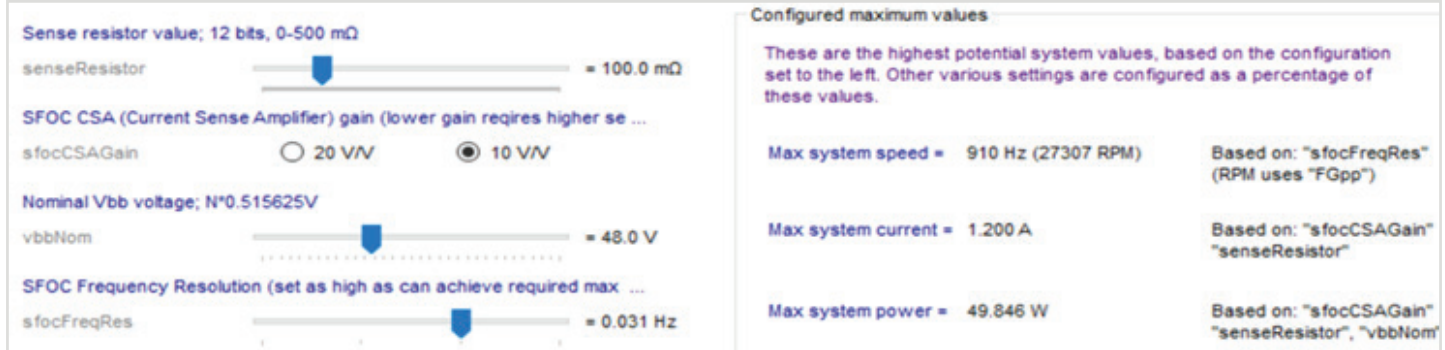 Sense resistor value; 12 bits, 0-500 mΩ
senseResistor = 100.0 mΩ
SFOC CSA (Current Sense Amplifier) gain (lower gain reqires higher se ...
sfocCSAGain 20 V/V 10 V/V
Nominal Vbb voltage; N*0.515625V
vbbNom = 48.0 V
SFOC Frequency Resolution (set as high as can achieve required max ...
sfocFreqRes = 0.031 Hz
Configured maximum values
These are the highest potential system values, based on the configuration
set to the left. Other various settings are configured as a percentage of
these values.
Max system speed = 910 Hz (27307 RPM) Based on: "sfocFreqRes"
(RPM uses "FGpp")
Max system current = 1.200 A Based on: "sfocCSAGain"
"senseResistor"
Max system power = 49.846 W Based on: "sfocCSAGain"
"senseResistor", "vbbNom"